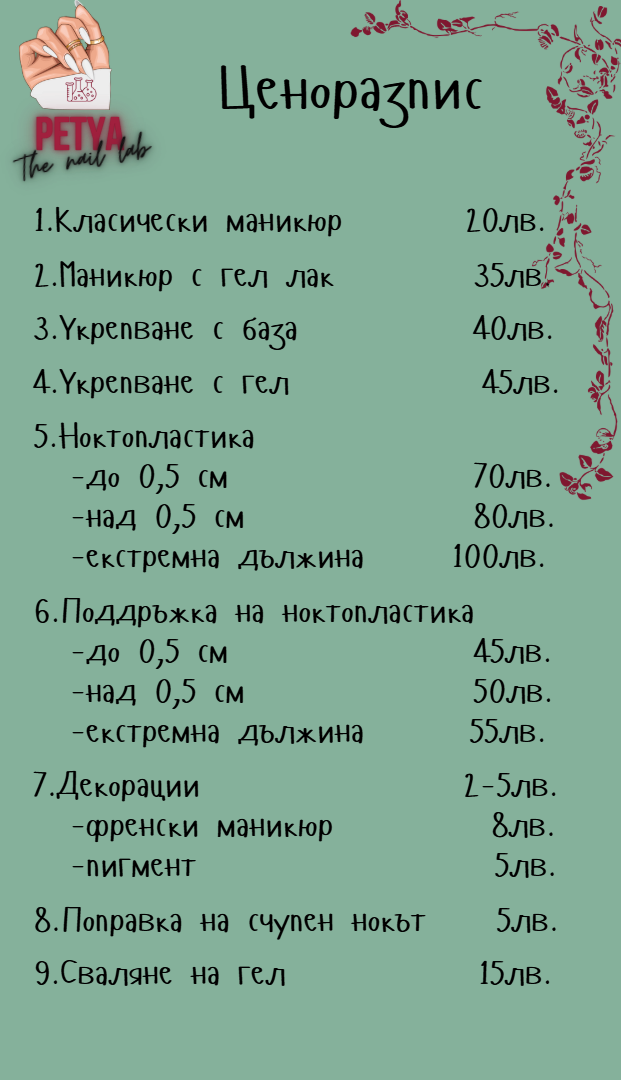 PETYA
The nail lab
Ценоразпис
1.Класически маникюр 20лв.
2.Маникюр с гел лак 35лв.
3.Укрепване с база 40лв.
4.Укрепване с гел 45лв.
5.Ноктопластика
-до 0,5 см 70лв.
-над 0,5 см 80лв.
-екстремна дължина 100лв.
6.Поддръжка на ноктопластика
-до 0,5 см 45лв.
-над 0,5 см 50лв.
-екстремна дължина 55лв.
7.Декорации 2-5лв.
-френски маникюр 8лв.
-пигмент 5лв.
8.Поправка на счупен нокът 5лв.
9.Сваляне на гел 15лв.